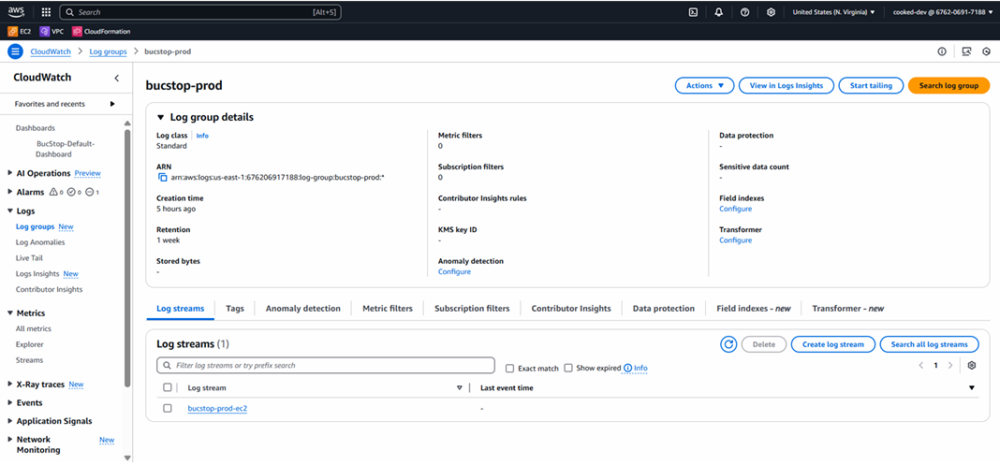 aws
Search [Alt+S] United States (N. Virginia) ▼ cooked-dev @ 6762-0691-7188 ▼
EC2 VPC CloudFormation
CloudWatch > Log groups > bucstop-prod
CloudWatch
Favorites and recents
Dashboards
BucStop-Default-
Dashboard
AI Operations Preview
Alarms 0 0 1
Logs
Log groups New
Log Anomalies
Live Tail
Logs Insights New
Contributor Insights
Metrics
All metrics
Explorer
Streams
X-Ray traces New
Events
Application Signals
Network New
Monitoring
bucstop-prod
Actions ▼ View in Logs Insights Start tailing Search log group
▼ Log group details
Log class Info
Standard
ARN
arn:aws:logs:us-east-1:676206917188:log-group:bucstop-prod:*
Creation time
5 hours ago
Retention
1 week
Stored bytes
-
Metric filters
0
Subscription filters
0
Contributor Insights rules
-
KMS key ID
-
Anomaly detection
Configure
Data protection
-
Sensitive data count
-
Field indexes
Configure
Transformer
Configure
Log streams Tags Anomaly detection Metric filters Subscription filters Contributor Insights Data protection Field indexes - new Transformer - new
Log streams (1)
Delete Create log stream Search all log streams
Filter log streams or try prefix search Exact match Show expired Info < 1 >
Log stream Last event time
bucstop-prod-ec2 -